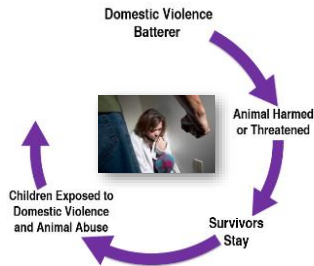 Domestic Violence
Batterer
Animal Harmed
or Threatened
Survivors
Stay
Children Exposed to
Domestic Violence
and Animal Abuse